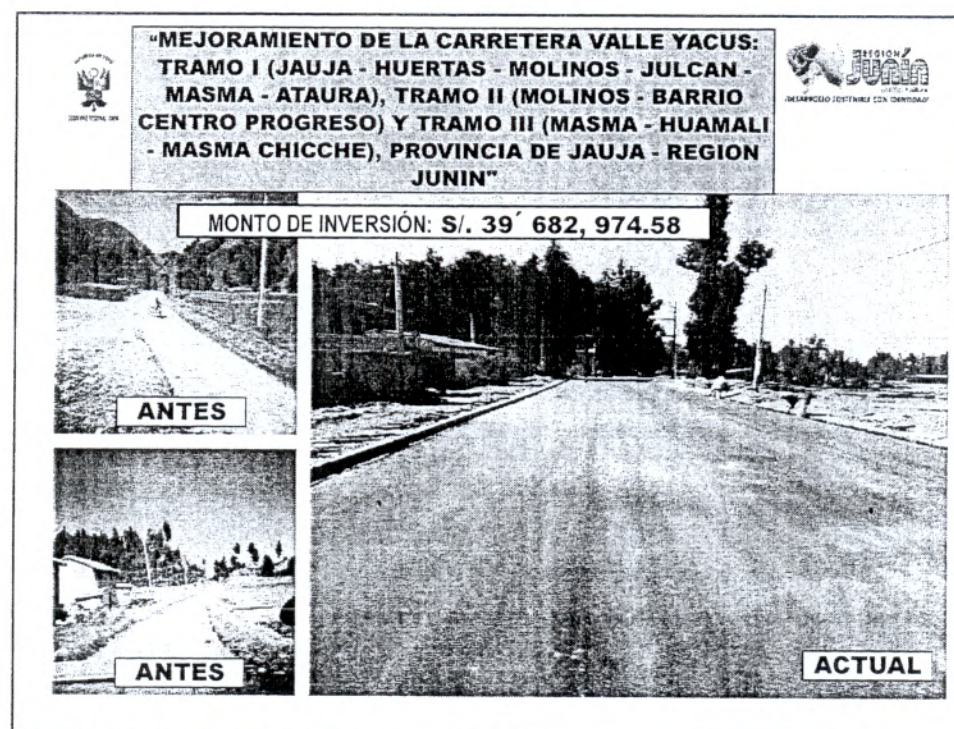 "MEJORAMIENTO DE LA CARRETERA VALLE YACUS:
TRAMO I (JAUJA - HUERTAS - MOLINOS - JULCAN -
MASMA - ATAURA), TRAMO II (MOLINOS - BARRIO
CENTRO PROGRESO) Y TRAMO III (MASMA - HUAMALI
- MASMA CHICCHE), PROVINCIA DE JAUJA - REGION
JUNIN"
REGIÓN
JUNÍN
¡DESARROLLO SOSTENIBLE CON IDENTIDAD!
MONTO DE INVERSIÓN: S/. 39´ 682, 974.58
ANTES
ANTES
ACTUAL